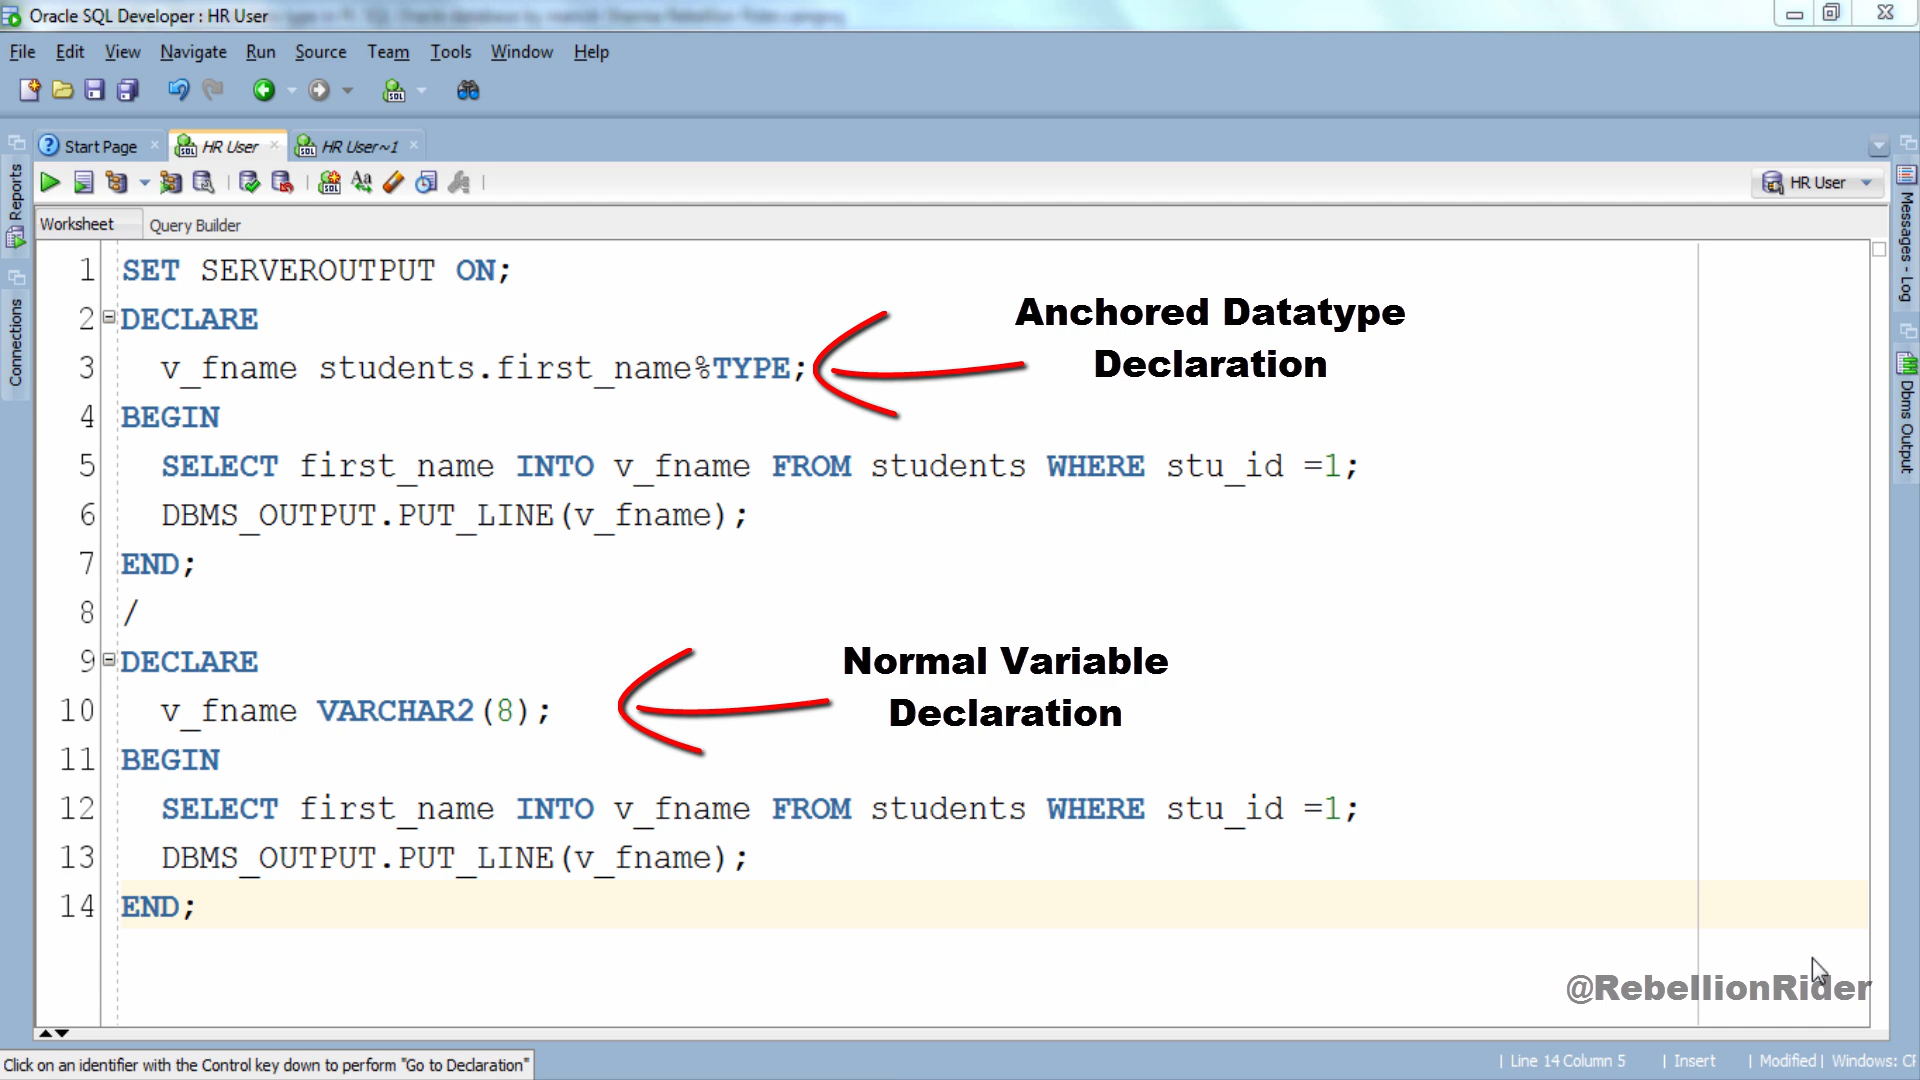 Oracle SQL Developer : HR User
File Edit View Navigate Run Source Team Tools Window Help
Start Page HR User HR User~1
HR User
Worksheet Query Builder
Reports
Connections
Messages - Log
Dbms Output
1 SET SERVEROUTPUT ON;
2 DECLARE
3 v_fname students.first_name%TYPE;
4 BEGIN
5 SELECT first_name INTO v_fname FROM students WHERE stu_id =1;
6 DBMS_OUTPUT.PUT_LINE(v_fname);
7 END;
8 /
9 DECLARE
10 v_fname VARCHAR2(8);
11 BEGIN
12 SELECT first_name INTO v_fname FROM students WHERE stu_id =1;
13 DBMS_OUTPUT.PUT_LINE(v_fname);
14 END;
Anchored Datatype
Declaration
Normal Variable
Declaration
@RebellionRider
Click on an identifier with the Control key down to perform "Go to Declaration"
| Line 14 Column 5 | Insert | Modified | Windows: